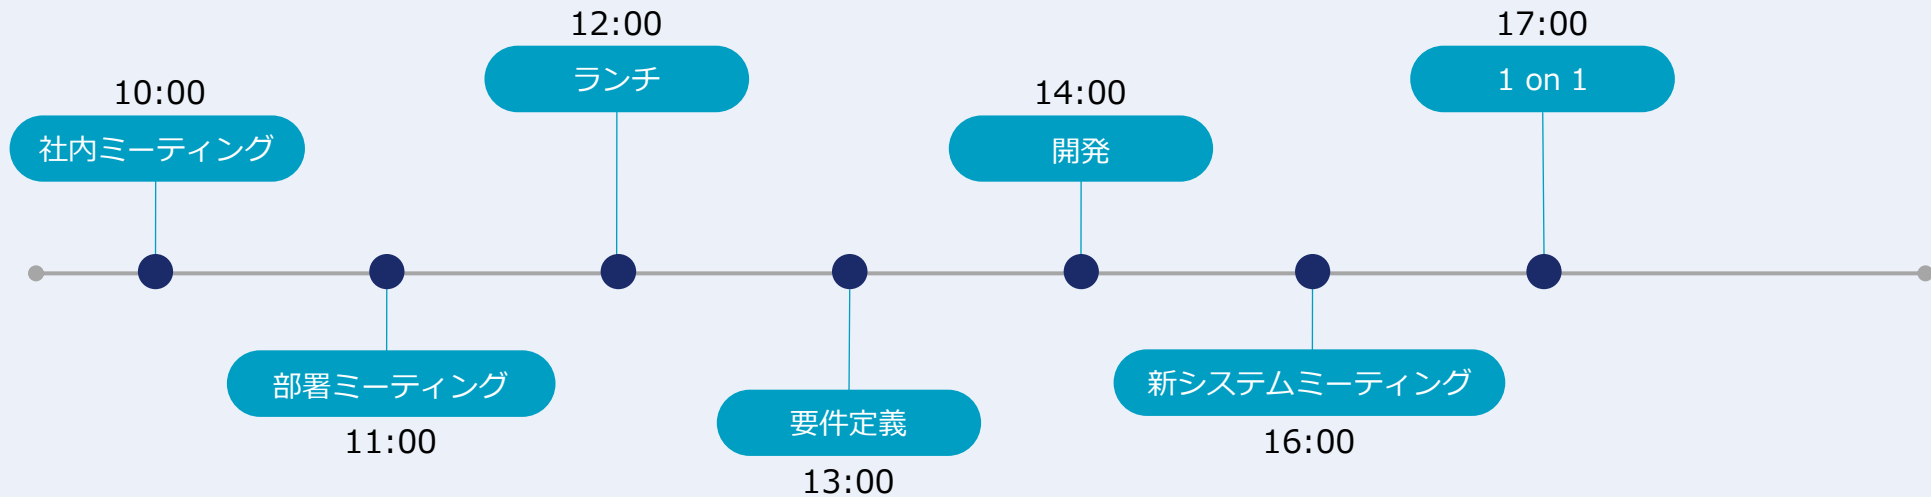 10:00
社内ミーティング
部署ミーティング
11:00
12:00
ランチ
要件定義
13:00
14:00
開発
新システムミーティング
16:00
17:00
1 on 1